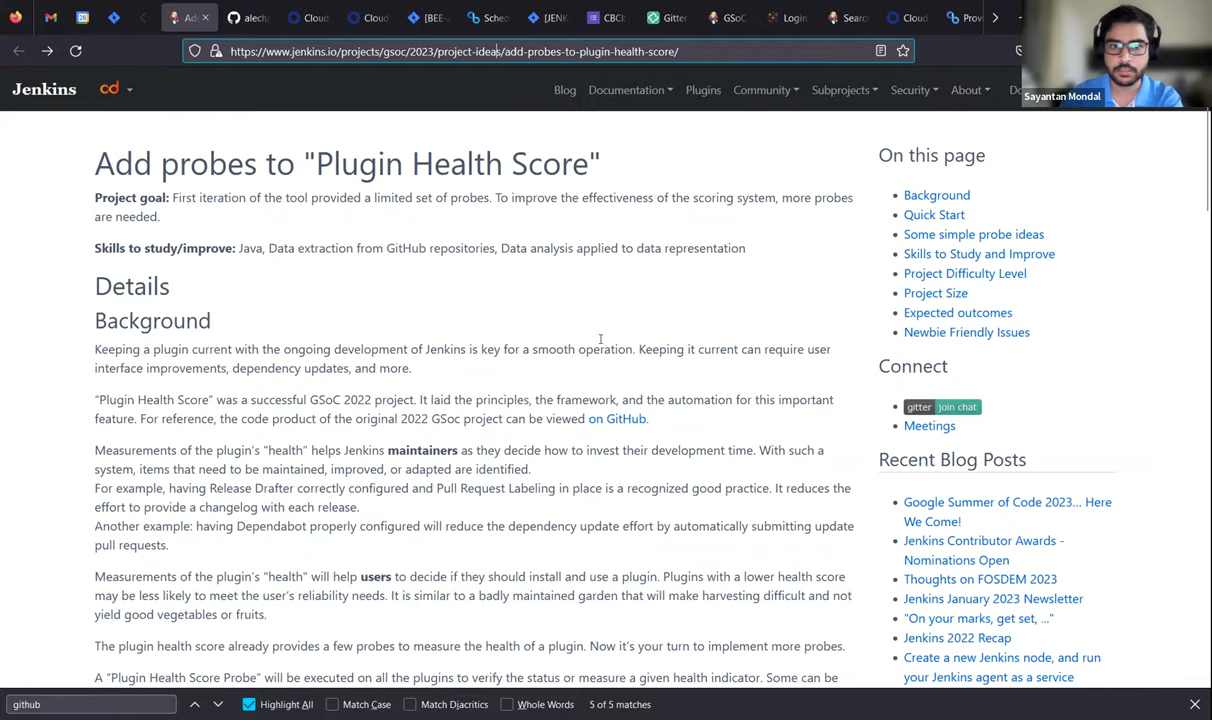 Ad
alech
Cloud
Cloud
[BEE-
Sched
[JENK
CBCI:
Gitter
GSoC
Login
Search
Cloud
Prov
https://www.jenkins.io/projects/gsoc/2023/project-ideas/add-probes-to-plugin-health-score/
Sayantan Mondal
Jenkins
cd
Blog Documentation Plugins Community Subprojects Security About Do
Add probes to "Plugin Health Score"
Project goal: First iteration of the tool provided a limited set of probes. To improve the effectiveness of the scoring system, more probes
are needed.
Skills to study/improve: Java, Data extraction from GitHub repositories, Data analysis applied to data representation
Details
Background
Keeping a plugin current with the ongoing development of Jenkins is key for a smooth operation. Keeping it current can require user
interface improvements, dependency updates, and more.
“Plugin Health Score” was a successful GSoC 2022 project. It laid the principles, the framework, and the automation for this important
feature. For reference, the code product of the original 2022 GSoc project can be viewed on GitHub.
Measurements of the plugin’s "health" helps Jenkins maintainers as they decide how to invest their development time. With such a
system, items that need to be maintained, improved, or adapted are identified.
For example, having Release Drafter correctly configured and Pull Request Labeling in place is a recognized good practice. It reduces the
effort to provide a changelog with each release.
Another example: having Dependabot properly configured will reduce the dependency update effort by automatically submitting update
pull requests.
Measurements of the plugin’s "health" will help users to decide if they should install and use a plugin. Plugins with a lower health score
may be less likely to meet the user’s reliability needs. It is similar to a badly maintained garden that will make harvesting difficult and not
yield good vegetables or fruits.
The plugin health score already provides a few probes to measure the health of a plugin. Now it’s your turn to implement more probes.
A “Plugin Health Score Probe” will be executed on all the plugins to verify the status or measure a given health indicator. Some can be
On this page
Background
Quick Start
Some simple probe ideas
Skills to Study and Improve
Project Difficulty Level
Project Size
Expected outcomes
Newbie Friendly Issues
Connect
gitter join chat
Meetings
Recent Blog Posts
Google Summer of Code 2023... Here
We Come!
Jenkins Contributor Awards -
Nominations Open
Thoughts on FOSDEM 2023
Jenkins January 2023 Newsletter
"On your marks, get set, ..."
Jenkins 2022 Recap
Create a new Jenkins node, and run
your Jenkins agent as a service
github
Highlight All Match Case Match Diacritics Whole Words 5 of 5 matches